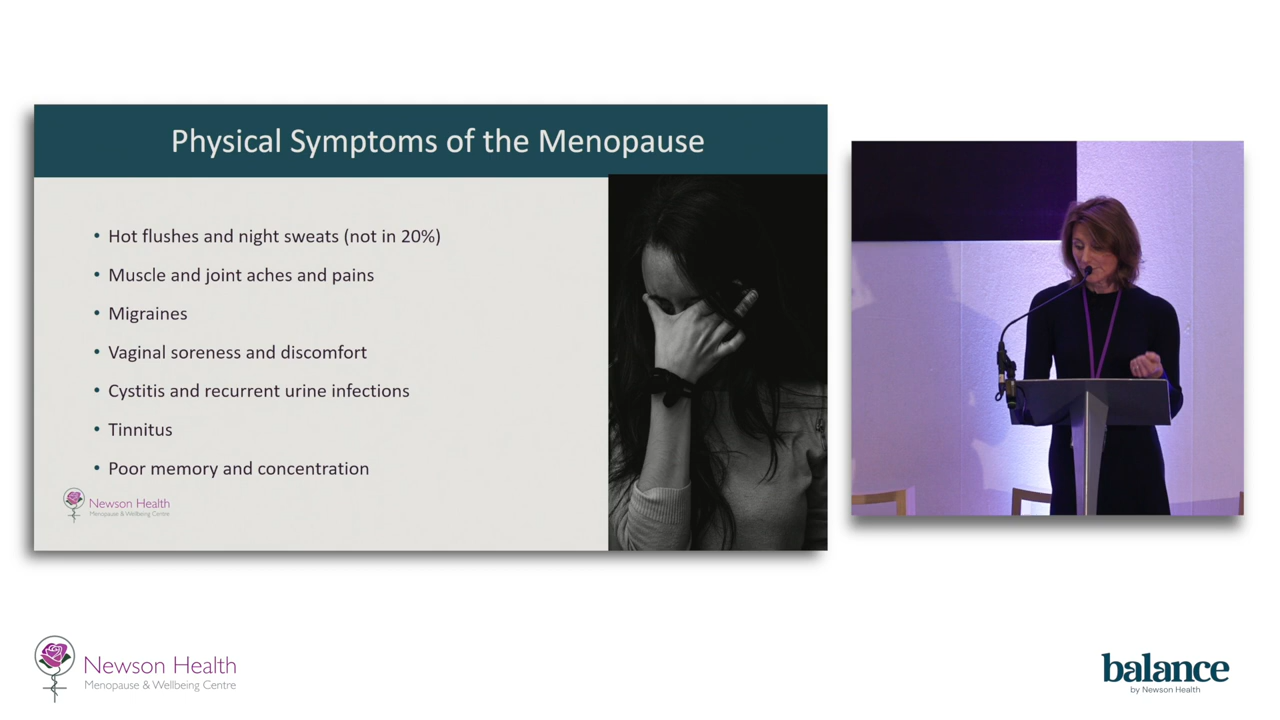 Physical Symptoms of the Menopause
• Hot flushes and night sweats (not in 20%)
• Muscle and joint aches and pains
• Migraines
• Vaginal soreness and discomfort
• Cystitis and recurrent urine infections
• Tinnitus
• Poor memory and concentration
Newson Health
Menopause & Wellbeing Centre
Newson Health
Menopause & Wellbeing Centre
balance
by Newson Health